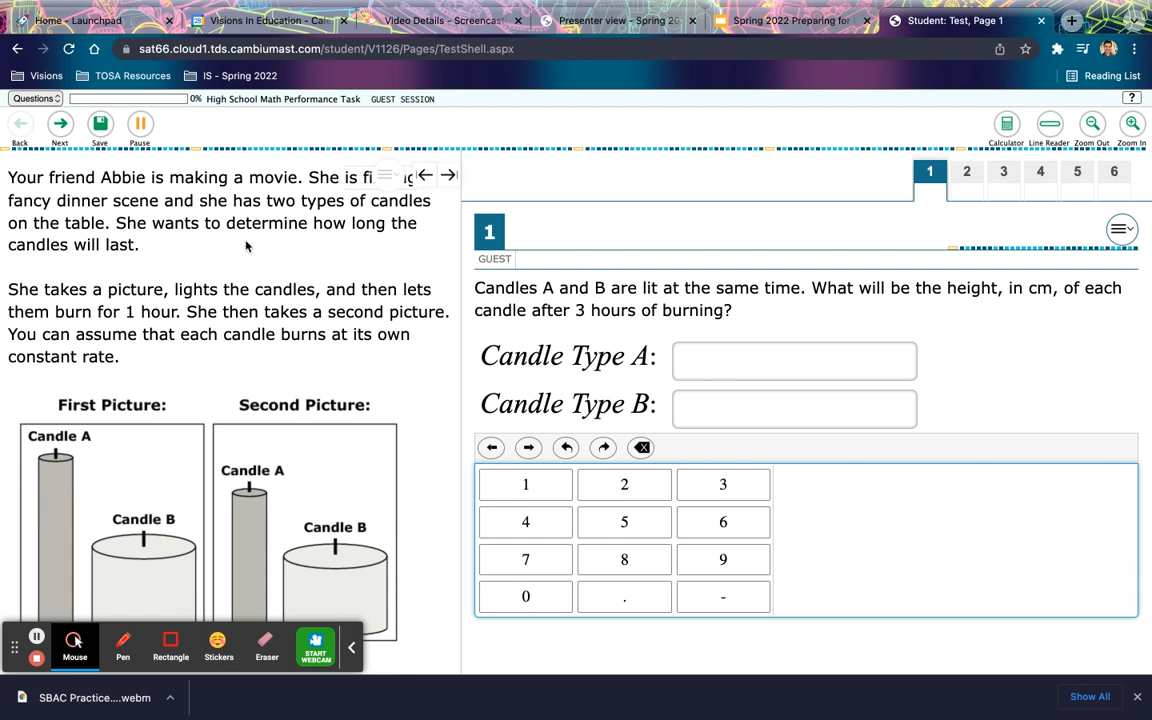 Home - Launchpad
Visions In Education - Cale
Video Details - Screencas
Presenter view - Spring 20
Spring 2022 Preparing for
Student: Test, Page 1
sat66.cloud1.tds.cambiumast.com/student/V1126/Pages/TestShell.aspx
Visions
TOSA Resources
IS - Spring 2022
Reading List
Questions
0%
High School Math Performance Task
GUEST SESSION
?
Back
Next
Save
Pause
Calculator
Line Reader
Zoom Out
Zoom In
Your friend Abbie is making a movie. She is
fancy dinner scene and she has two types of candles
on the table. She wants to determine how long the
candles will last.
She takes a picture, lights the candles, and then lets
them burn for 1 hour. She then takes a second picture.
You can assume that each candle burns at its own
constant rate.
First Picture:
Second Picture:
Candle A
Candle B
Candle A
Candle B
1 2 3 4 5 6
1
GUEST
Candles A and B are lit at the same time. What will be the height, in cm, of each
candle after 3 hours of burning?
Candle Type A:
Candle Type B:
1 2 3
4 5 6
7 8 9
0 . -
Mouse
Pen
Rectangle
Stickers
Eraser
START
WEBCAM
SBAC Practice....webm
Show All